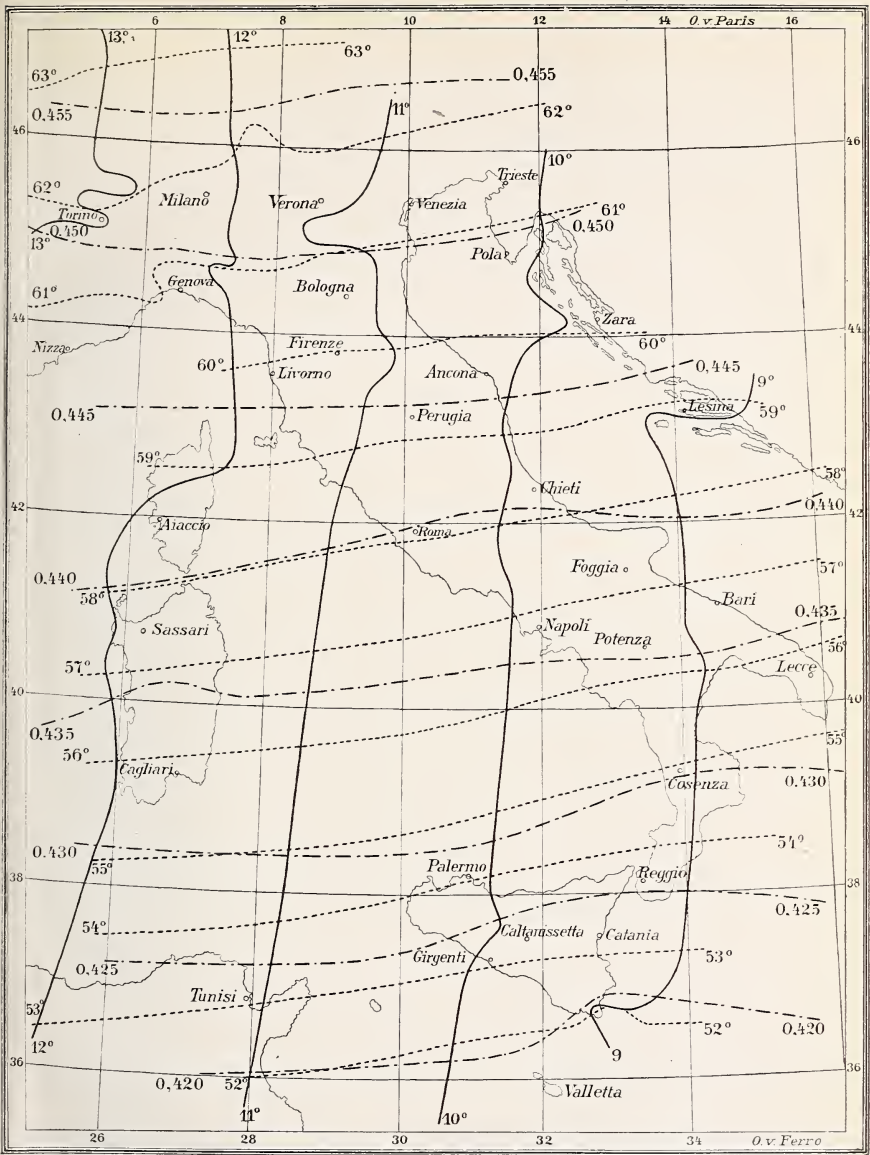 6 8 10 12 14 O.v.Paris 16
13° 12°
63°
63°
0,455
0,455
11°
62°
46 46
10°
Trieste
62°
Milano
Verona
Venezia
61°
Torino
0.450
0,450
13°
Pola
Genova
Bologna
61°
Zara
44 44
Nizza
Firenze
60°
60°
Livorno
Ancona
0,445
9°
0,445
Perugia
Lesina
59°
59°
58°
Chieti
42 42
0,440
Aiaccio
Roma
Foggia
57°
0,440
58°
Bari
0,435
Sassari
Napoli
Potenza
56°
57°
Lecce
40 40
0,435
56°
55°
Cagliari
Cosenza
0,430
0,430
54°
55°
Palermo
Reggio
38 38
0,425
54°
Caltanissetta
Catania
0,425
Girgenti
53°
Tunisi
53°
52°
0,420
12°
36 36
9
0,420
52°
Valletta
11°
10°
26 28 30 32 34 O.v.Ferro